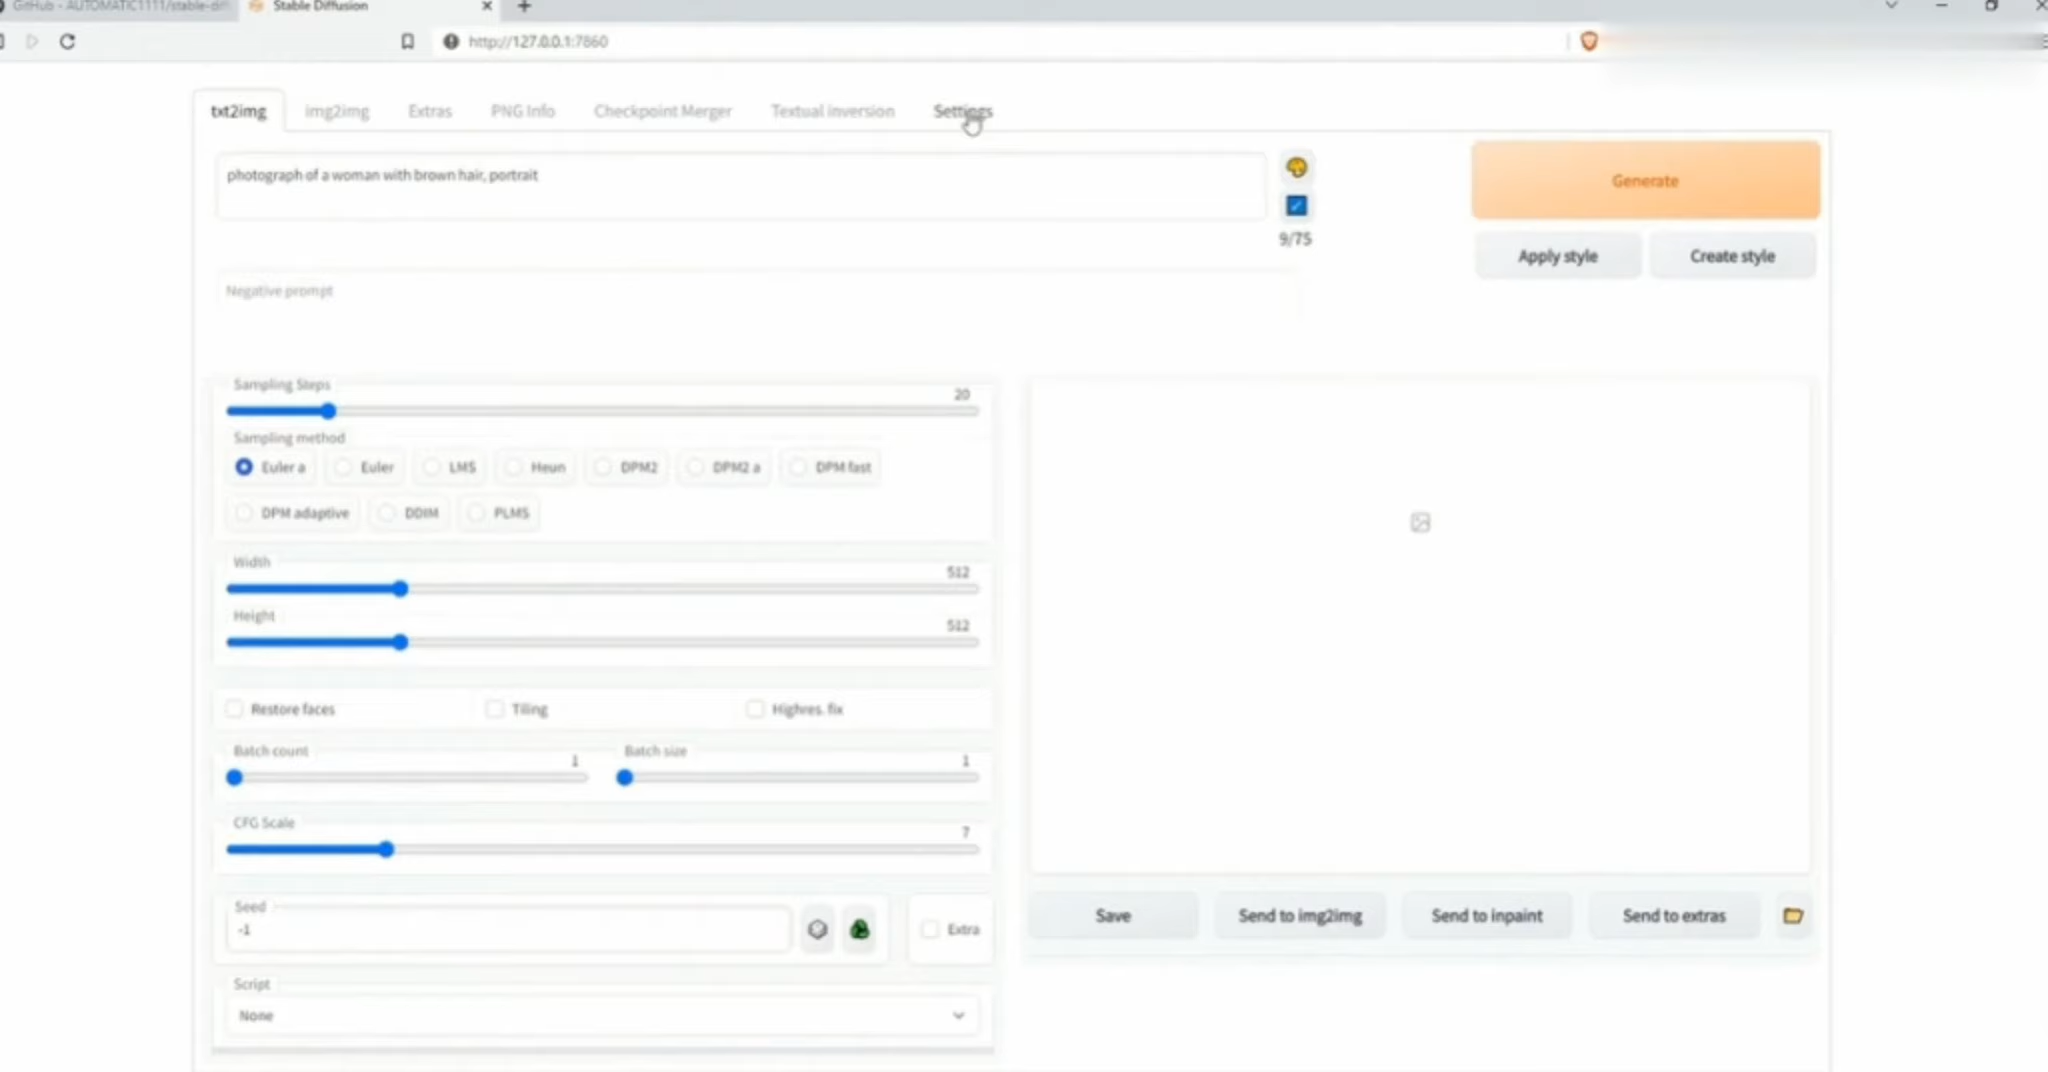 GitHub - AUTOMATIC1111/stable-diff
Stable Diffusion
http://127.0.0.1:7860
txt2img img2img Extras PNG Info Checkpoint Merger Textual inversion Settings
photograph of a woman with brown hair, portrait
Generate
9/75
Apply style Create style
Negative prompt
Sampling Steps
20
Sampling method
Euler a Euler LMS Heun DPM2 DPM2 a DPM fast
DPM adaptive DDIM PLMS
Width
512
Height
512
Restore faces Tiling Highres. fix
Batch count Batch size
1 1
CFG Scale
7
Seed
-1
Extra
Save Send to img2img Send to inpaint Send to extras
Script
None